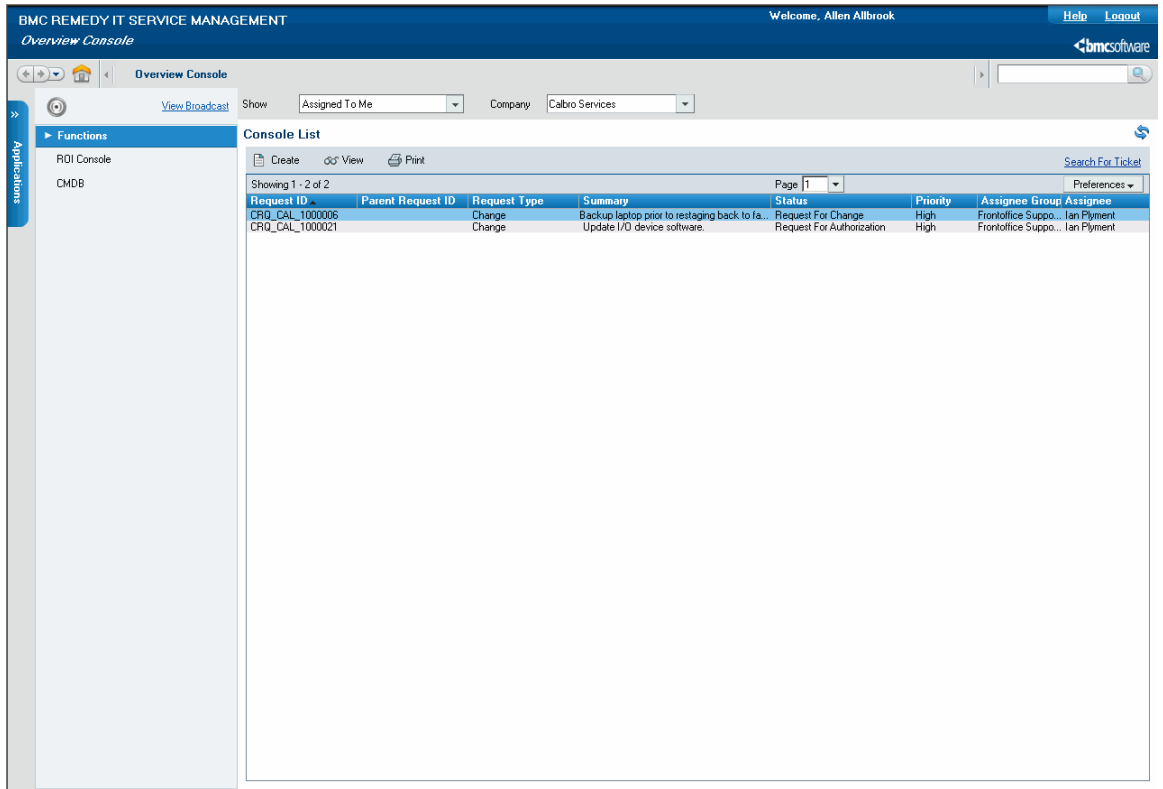 BMC REMEDY IT SERVICE MANAGEMENT Welcome, Allen Allbrook Help Logout
Overview Console
bmcsoftware
Overview Console
View Broadcast Show Assigned To Me Company Calbro Services
Applications
Functions
ROI Console
CMDB
Console List
Create View Print Search For Ticket
Showing 1 - 2 of 2 Page 1 Preferences
Request ID Parent Request ID Request Type Summary Status Priority Assignee Group Assignee
CRQ_CAL_1000006 Change Backup laptop prior to restaging back to fa... Request For Change High Frontoffice Suppo... Ian Plyment
CRQ_CAL_1000021 Change Update I/O device software. Request For Authorization High Frontoffice Suppo... Ian Plyment